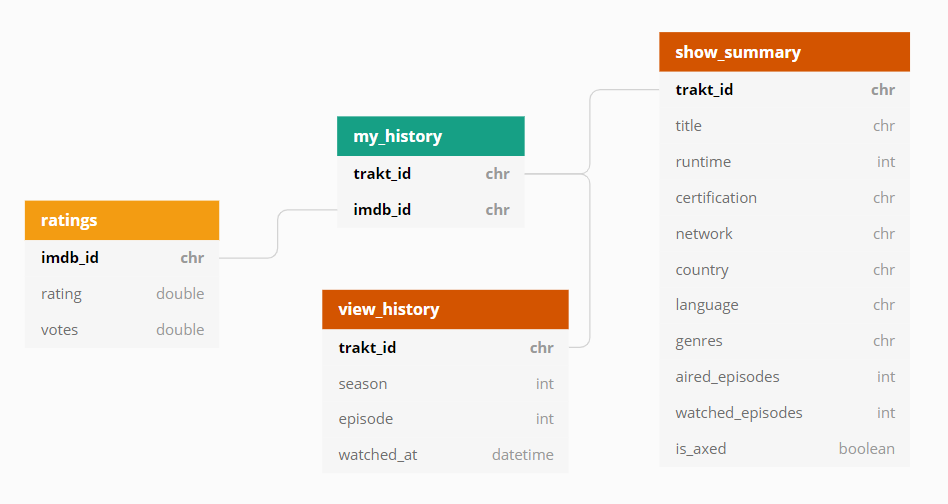 ratings
imdb_id chr
rating double
votes double
my_history
trakt_id chr
imdb_id chr
view_history
trakt_id chr
season int
episode int
watched_at datetime
show_summary
trakt_id chr
title chr
runtime int
certification chr
network chr
country chr
language chr
genres chr
aired_episodes int
watched_episodes int
is_axed boolean